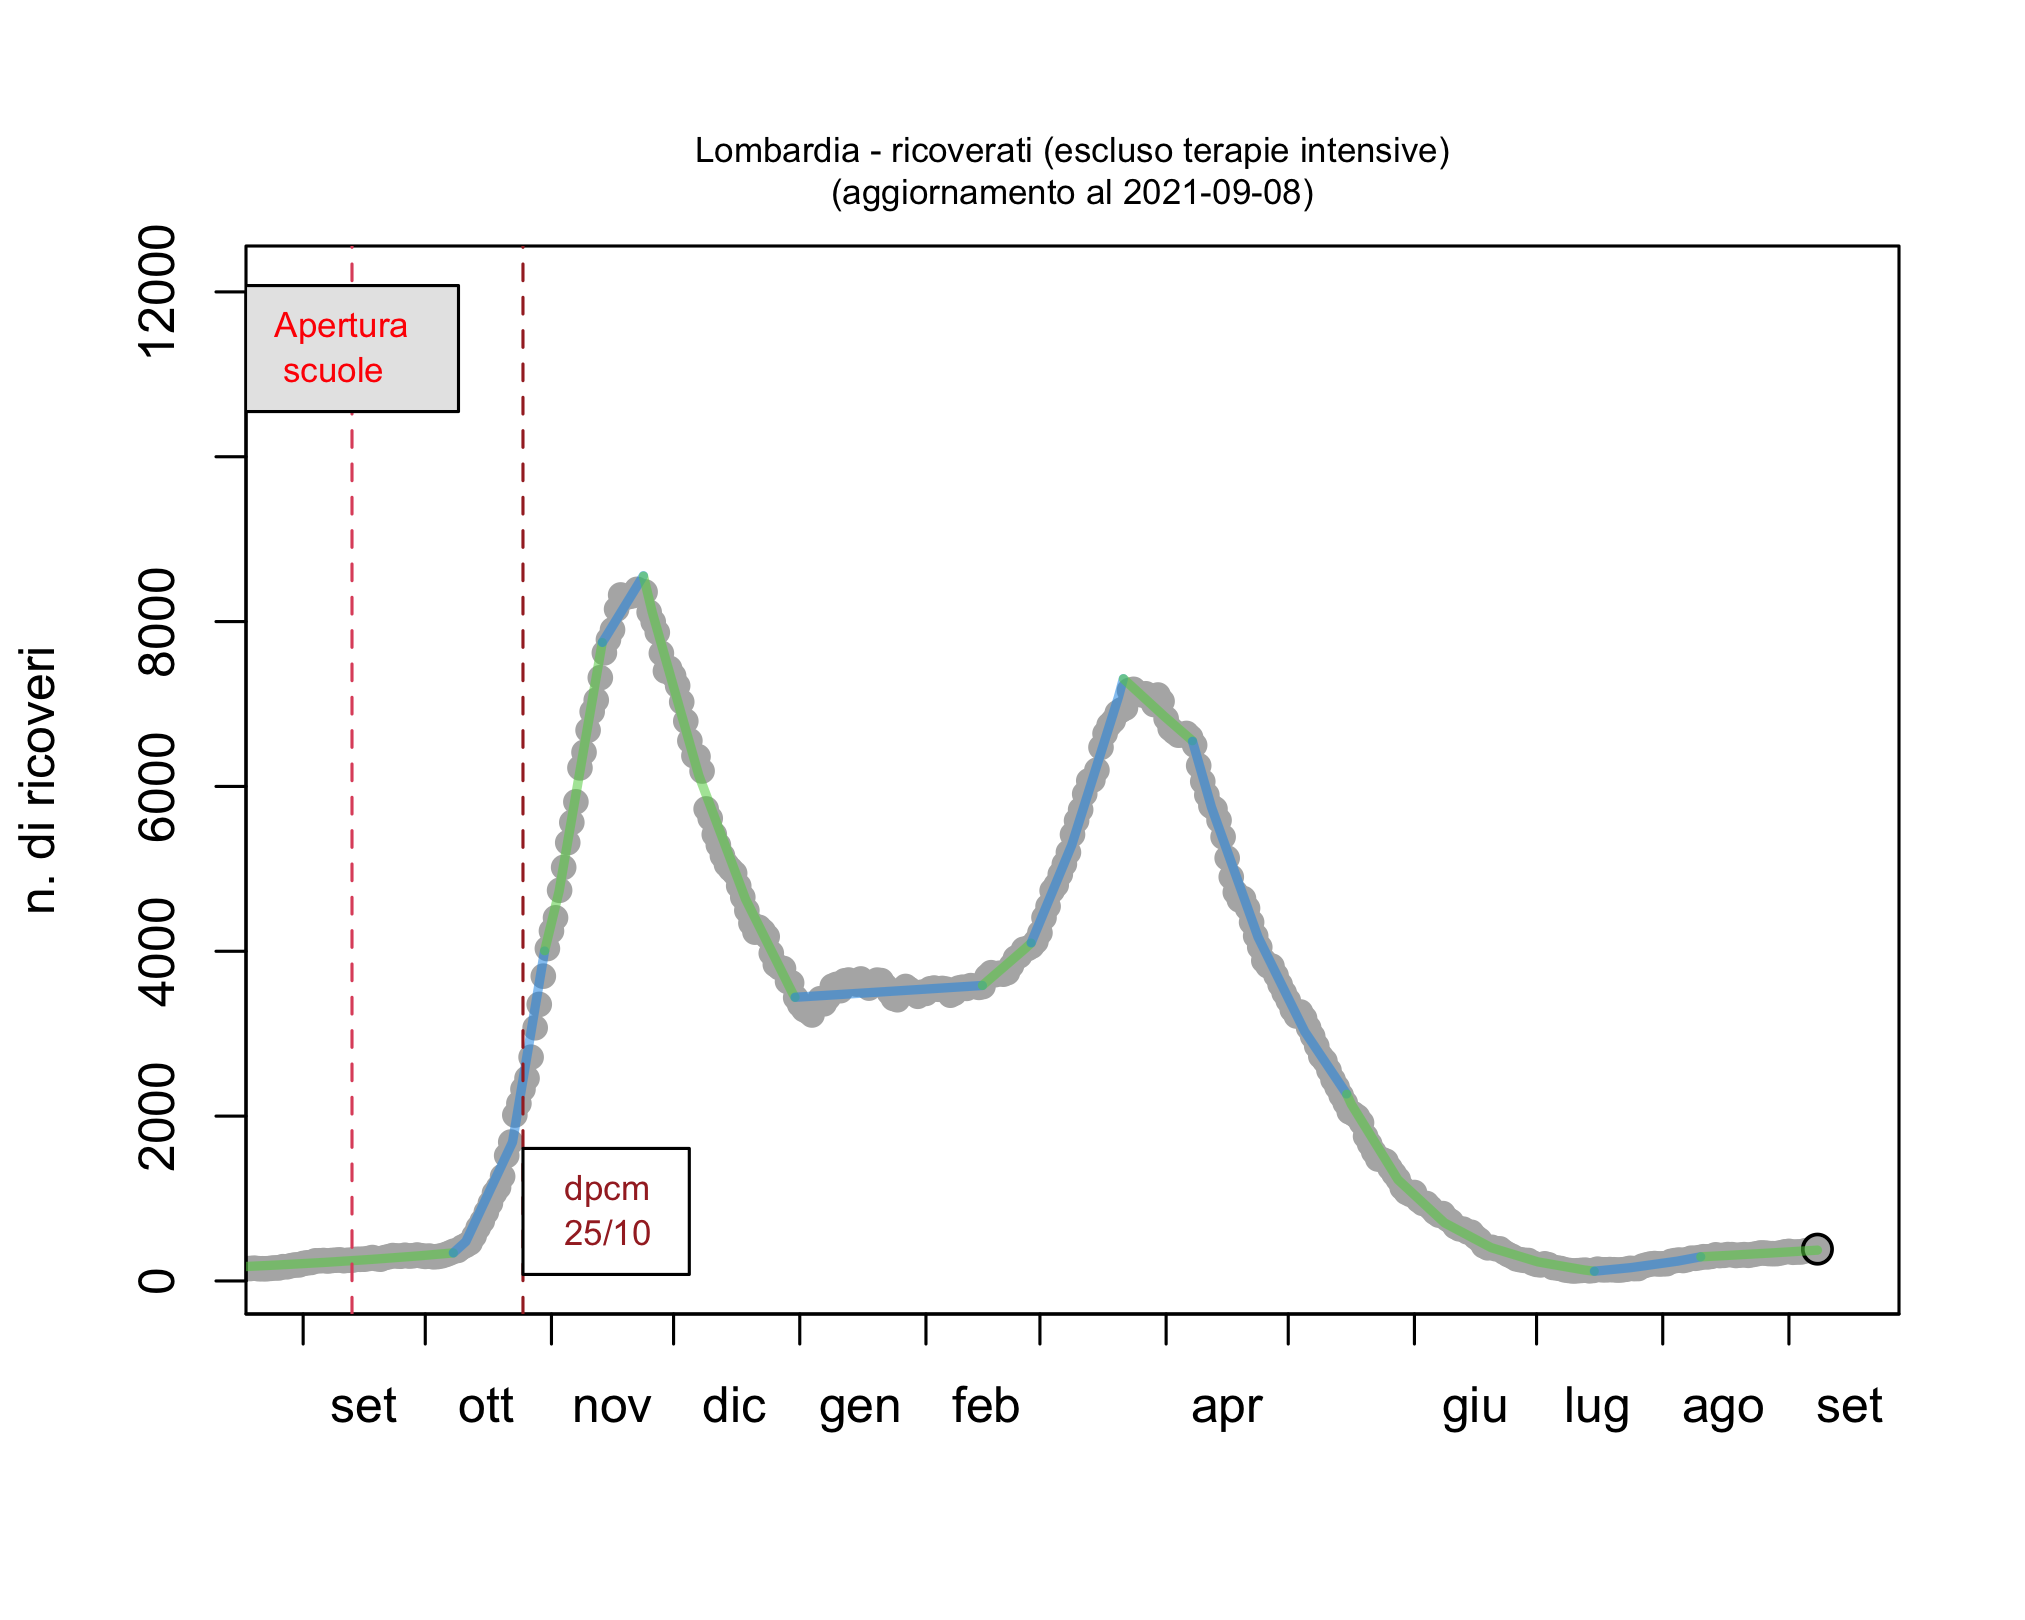 Lombardia - ricoverati (escluso terapie intensive)
(aggiornamento al 2021-09-08)
n. di ricoveri
12000
8000
6000
4000
2000
0
Apertura
scuole
dpcm
25/10
set ott nov dic gen feb apr giu lug ago set